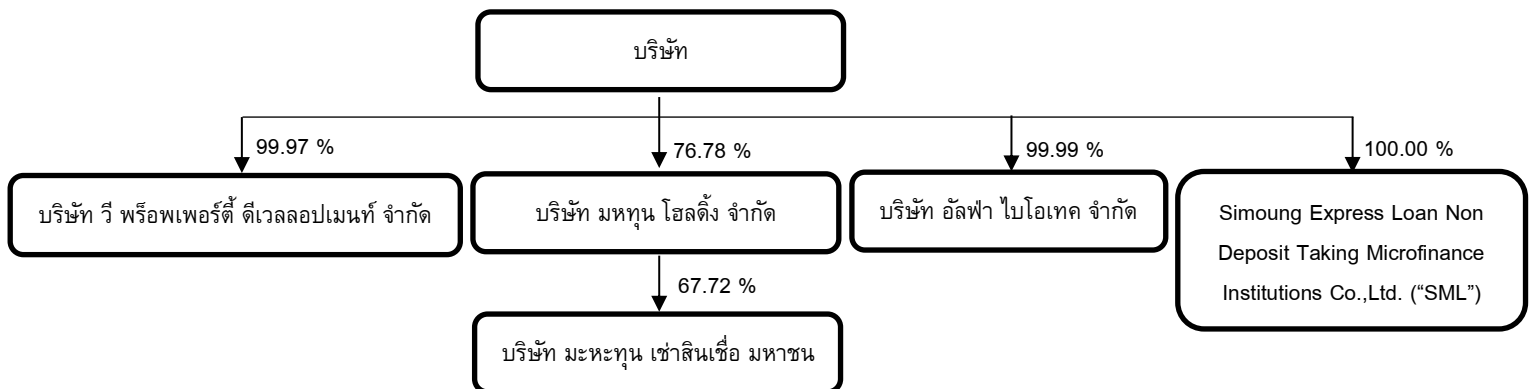 บริษัท
99.97 %
76.78 %
99.99 %
100.00 %
บริษัท วี พร็อพเพอร์ตี้ ดีเวลลอปเมนท์ จำกัด
บริษัท มหทุน โฮลดิ้ง จำกัด
บริษัท อัลฟ่า ไบโอเทค จำกัด
Simoung Express Loan Non
Deposit Taking Microfinance
Institutions Co.,Ltd. (“SML”)
67.72 %
บริษัท มะหะทุน เช่าสินเชื่อ มหาชน